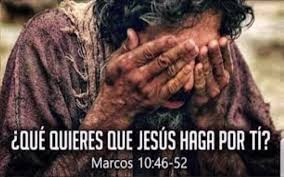 ¿QUÉ QUIERES QUE JESÚS HAGA POR TÍ?
Marcos 10:46-52